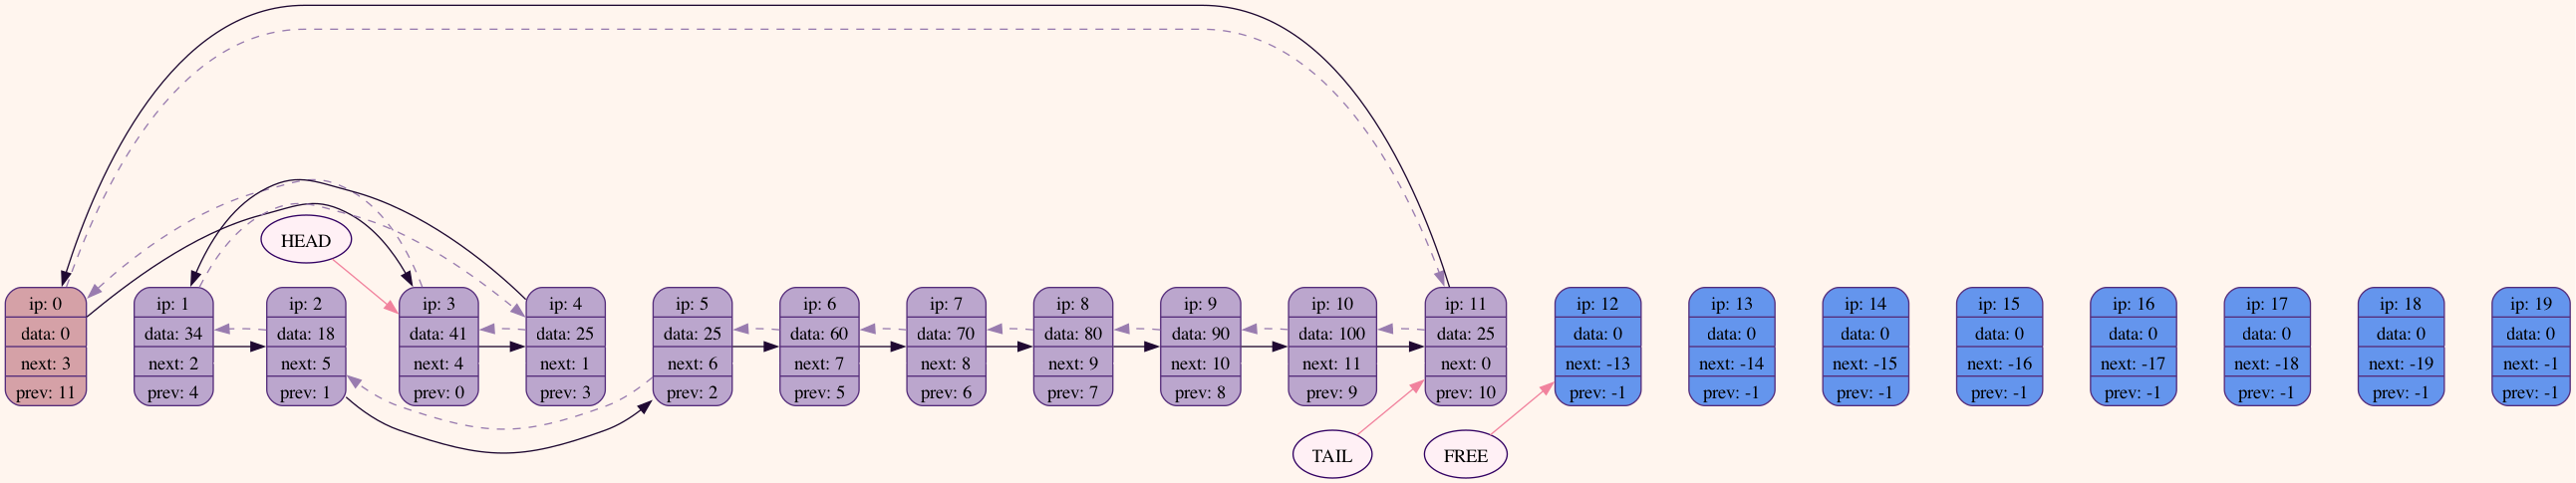 HEAD
ip: 0
data: 0
next: 3
prev: 11
ip: 1
data: 34
next: 2
prev: 4
ip: 2
data: 18
next: 5
prev: 1
ip: 3
data: 41
next: 4
prev: 0
ip: 4
data: 25
next: 1
prev: 3
ip: 5
data: 25
next: 6
prev: 2
ip: 6
data: 60
next: 7
prev: 5
ip: 7
data: 70
next: 8
prev: 6
ip: 8
data: 80
next: 9
prev: 7
ip: 9
data: 90
next: 10
prev: 8
ip: 10
data: 100
next: 11
prev: 9
ip: 11
data: 25
next: 0
prev: 10
ip: 12
data: 0
next: -13
prev: -1
ip: 13
data: 0
next: -14
prev: -1
ip: 14
data: 0
next: -15
prev: -1
ip: 15
data: 0
next: -16
prev: -1
ip: 16
data: 0
next: -17
prev: -1
ip: 17
data: 0
next: -18
prev: -1
ip: 18
data: 0
next: -19
prev: -1
ip: 19
data: 0
next: -1
prev: -1
TAIL
FREE